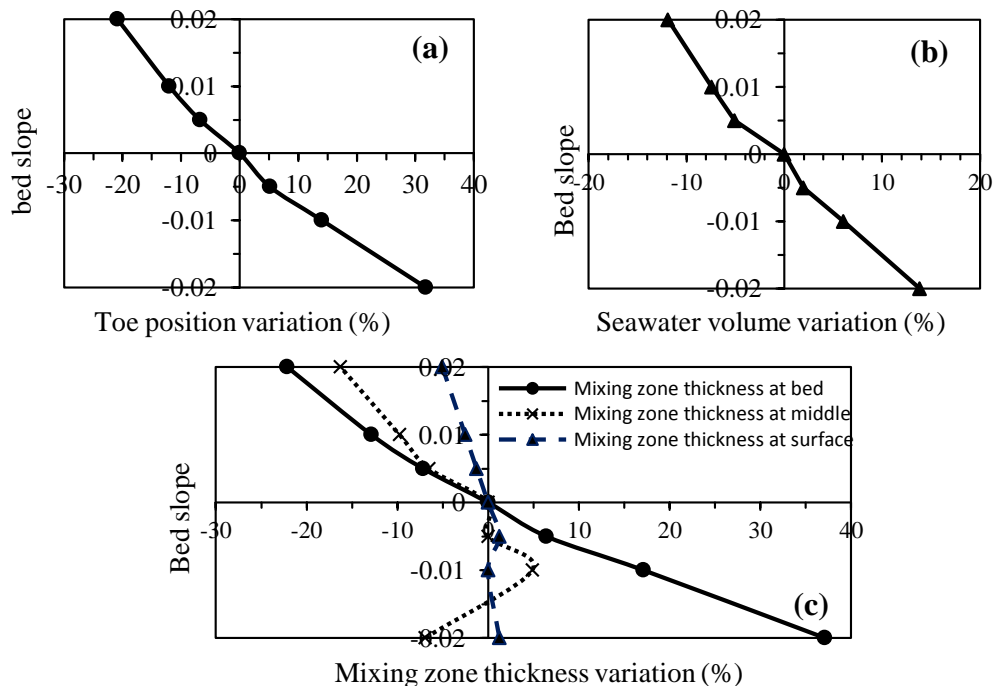 (a)
0.02
0.01
0
-0.01
-0.02
-30 -20 -10 0 10 20 30 40
bed slope
Toe position variation (%)
(b)
0.02
0.01
0
-0.01
-0.02
-20 -10 0 10 20
Bed slope
Seawater volume variation (%)
0.02
0.01
0
-0.01
-0.02
-30 -20 -10 0 10 20 30 40
Mixing zone thickness at bed
Mixing zone thickness at middle
Mixing zone thickness at surface
Bed slope
(c)
Mixing zone thickness variation (%)